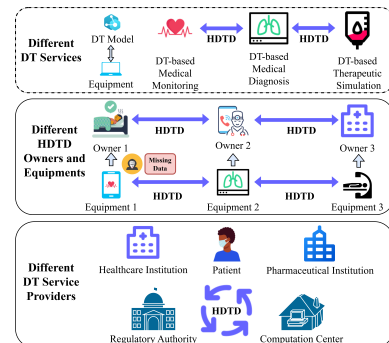 Different
DT Services
DT Model
Equipment
HDTD
HDTD
DT-based
Medical
Monitoring
DT-based
Medical
Diagnosis
DT-based
Therapeutic
Simulation
Different
HDTD
Owners and
Equipments
Owner 1
HDTD
Owner 2
HDTD
Owner 3
Missing
Data
HDTD
HDTD
Equipment 1
Equipment 2
Equipment 3
Different
DT Service
Providers
Healthcare Institution
Patient
Pharmaceutical Institution
HDTD
Regulatory Authority
Computation Center